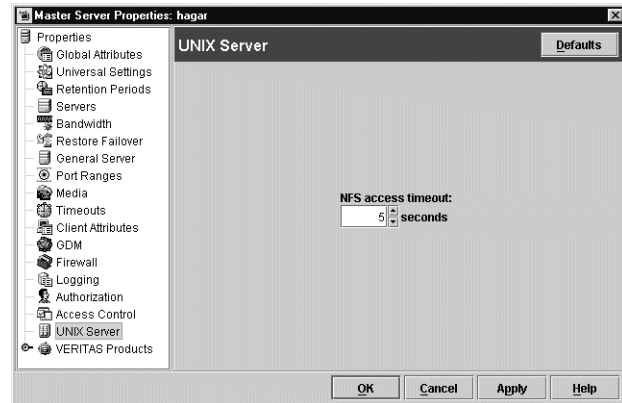 Master Server Properties: hagar
Properties
Global Attributes
Universal Settings
Retention Periods
Servers
Bandwidth
Restore Failover
General Server
Port Ranges
Media
Timeouts
Client Attributes
GDM
Firewall
Logging
Authorization
Access Control
UNIX Server
VERITAS Products
UNIX Server
Defaults
NFS access timeout:
5 seconds
OK
Cancel
Apply
Help